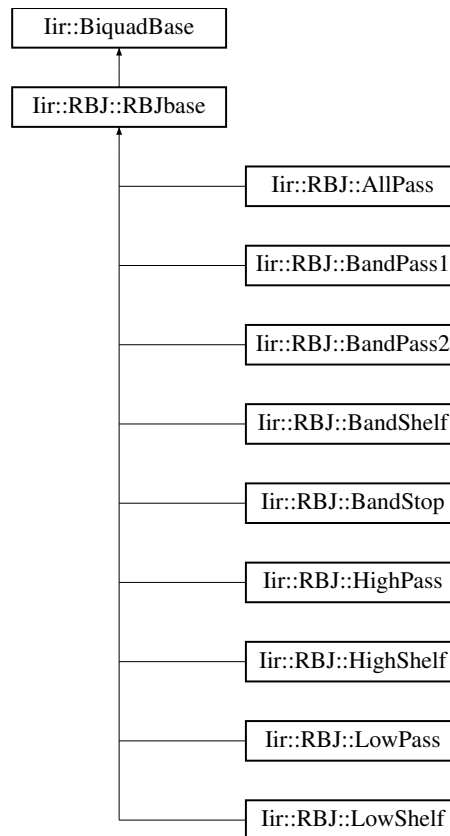 Iir::BiquadBase
Iir::RBJ::RBJbase
Iir::RBJ::AllPass
Iir::RBJ::BandPass1
Iir::RBJ::BandPass2
Iir::RBJ::BandShelf
Iir::RBJ::BandStop
Iir::RBJ::HighPass
Iir::RBJ::HighShelf
Iir::RBJ::LowPass
Iir::RBJ::LowShelf